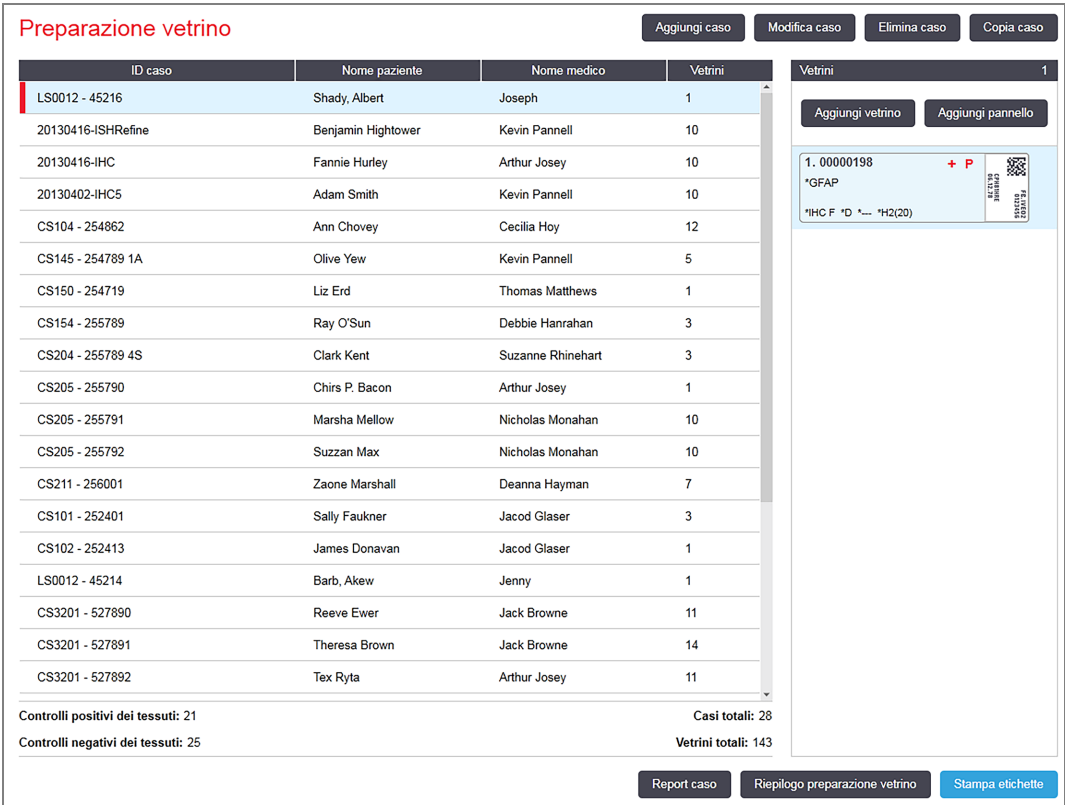 Preparazione vetrino
Aggiungi caso Modifica caso Elimina caso Copia caso
ID caso Nome paziente Nome medico Vetrini
LS0012 - 45216 Shady, Albert Joseph 1
20130416-ISHRefine Benjamin Hightower Kevin Pannell 10
20130416-IHC Fannie Hurley Arthur Josey 10
20130402-IHC5 Adam Smith Kevin Pannell 10
CS104 - 254862 Ann Chovey Cecilia Hoy 12
CS145 - 254789 1A Olive Yew Kevin Pannell 5
CS150 - 254719 Liz Erd Thomas Matthews 1
CS154 - 255789 Ray O'Sun Debbie Hanrahan 3
CS204 - 255789 4S Clark Kent Suzanne Rhinehart 3
CS205 - 255790 Chirs P. Bacon Arthur Josey 1
CS205 - 255791 Marsha Mellow Nicholas Monahan 10
CS205 - 255792 Suzzan Max Nicholas Monahan 10
CS211 - 256001 Zaone Marshall Deanna Hayman 7
CS101 - 252401 Sally Faukner Jacod Glaser 3
CS102 - 252413 James Donavan Jacod Glaser 1
LS0012 - 45214 Barb, Akew Jenny 1
CS3201 - 527890 Reeve Ewer Jack Browne 11
CS3201 - 527891 Theresa Brown Jack Browne 14
CS3201 - 527892 Tex Ryta Arthur Josey 11
Controlli positivi dei tessuti: 21 Casi totali: 28
Controlli negativi dei tessuti: 25 Vetrini totali: 143
Vetrini 1
Aggiungi vetrino Aggiungi pannello
1. 00000198 + P
*GFAP
*IHC F *D *--- *H2(20)
06.12.70
0123456
Report caso Riepilogo preparazione vetrino Stampa etichette